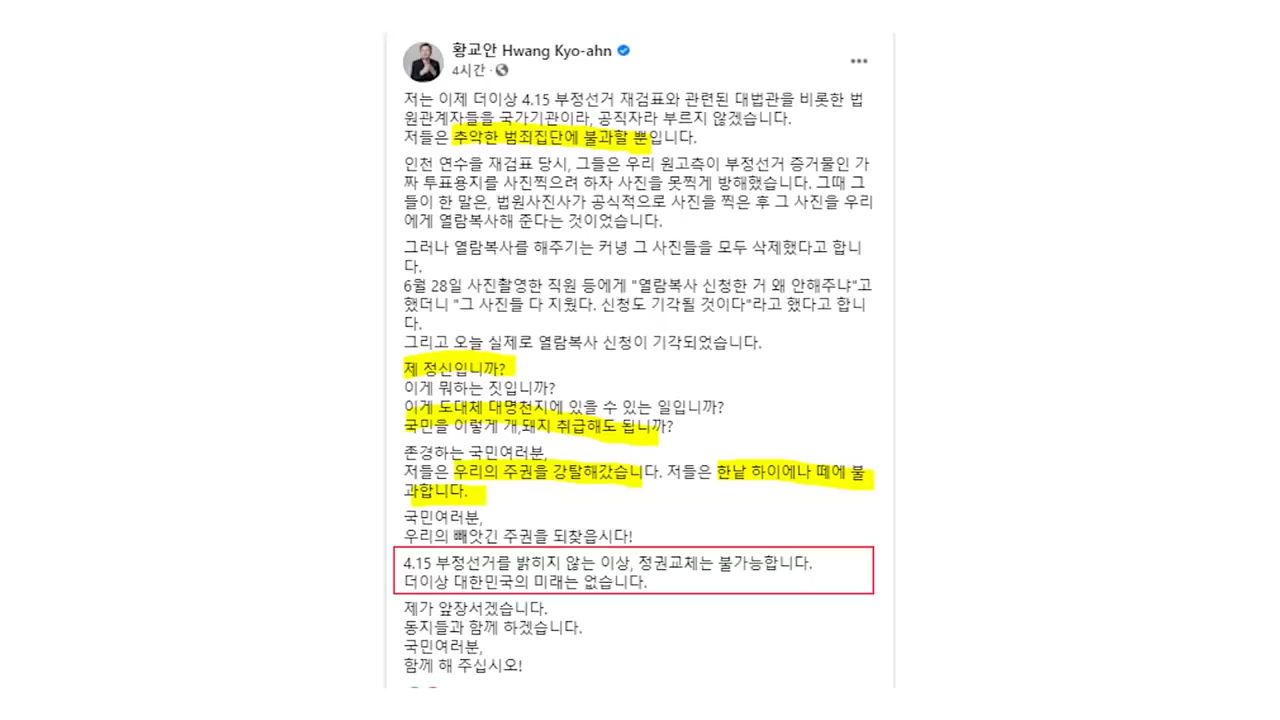 황교안 Hwang Kyo-ahn
4시간 ·
저는 이제 더이상 4.15 부정선거 재검표와 관련된 대법관을 비롯한 법
원관계자들을 국가기관이라, 공직자라 부르지 않겠습니다.
저들은 추악한 범죄집단에 불과할 뿐입니다.
인천 연수을 재검표 당시, 그들은 우리 원고측이 부정선거 증거물인 가
짜 투표용지를 사진찍으려 하자 사진을 못찍게 방해했습니다. 그때 그
들이 한 말은, 법원사진사가 공식적으로 사진을 찍은 후 그 사진을 우리
에게 열람복사해 준다는 것이었습니다.
그러나 열람복사를 해주기는 커녕 그 사진들을 모두 삭제했다고 합니
다.
6월 28일 사진촬영한 직원 등에게 "열람복사 신청한 거 왜 안해주냐"고
했더니 "그 사진들 다 지웠다. 신청도 기각될 것이다"라고 했다고 합니
다.
그리고 오늘 실제로 열람복사 신청이 기각되었습니다.
제 정신입니까?
이게 뭐하는 짓입니까?
이게 도대체 대명천지에 있을 수 있는 일입니까?
국민을 이렇게 개,돼지 취급해도 됩니까?
존경하는 국민여러분,
저들은 우리의 주권을 강탈해갔습니다. 저들은 한낱 하이에나 떼에 불
과합니다.
국민여러분,
우리의 빼앗긴 주권을 되찾읍시다!
4.15 부정선거를 밝히지 않는 이상, 정권교체는 불가능합니다.
더이상 대한민국의 미래는 없습니다.
제가 앞장서겠습니다.
동지들과 함께 하겠습니다.
국민여러분,
함께 해 주십시오!